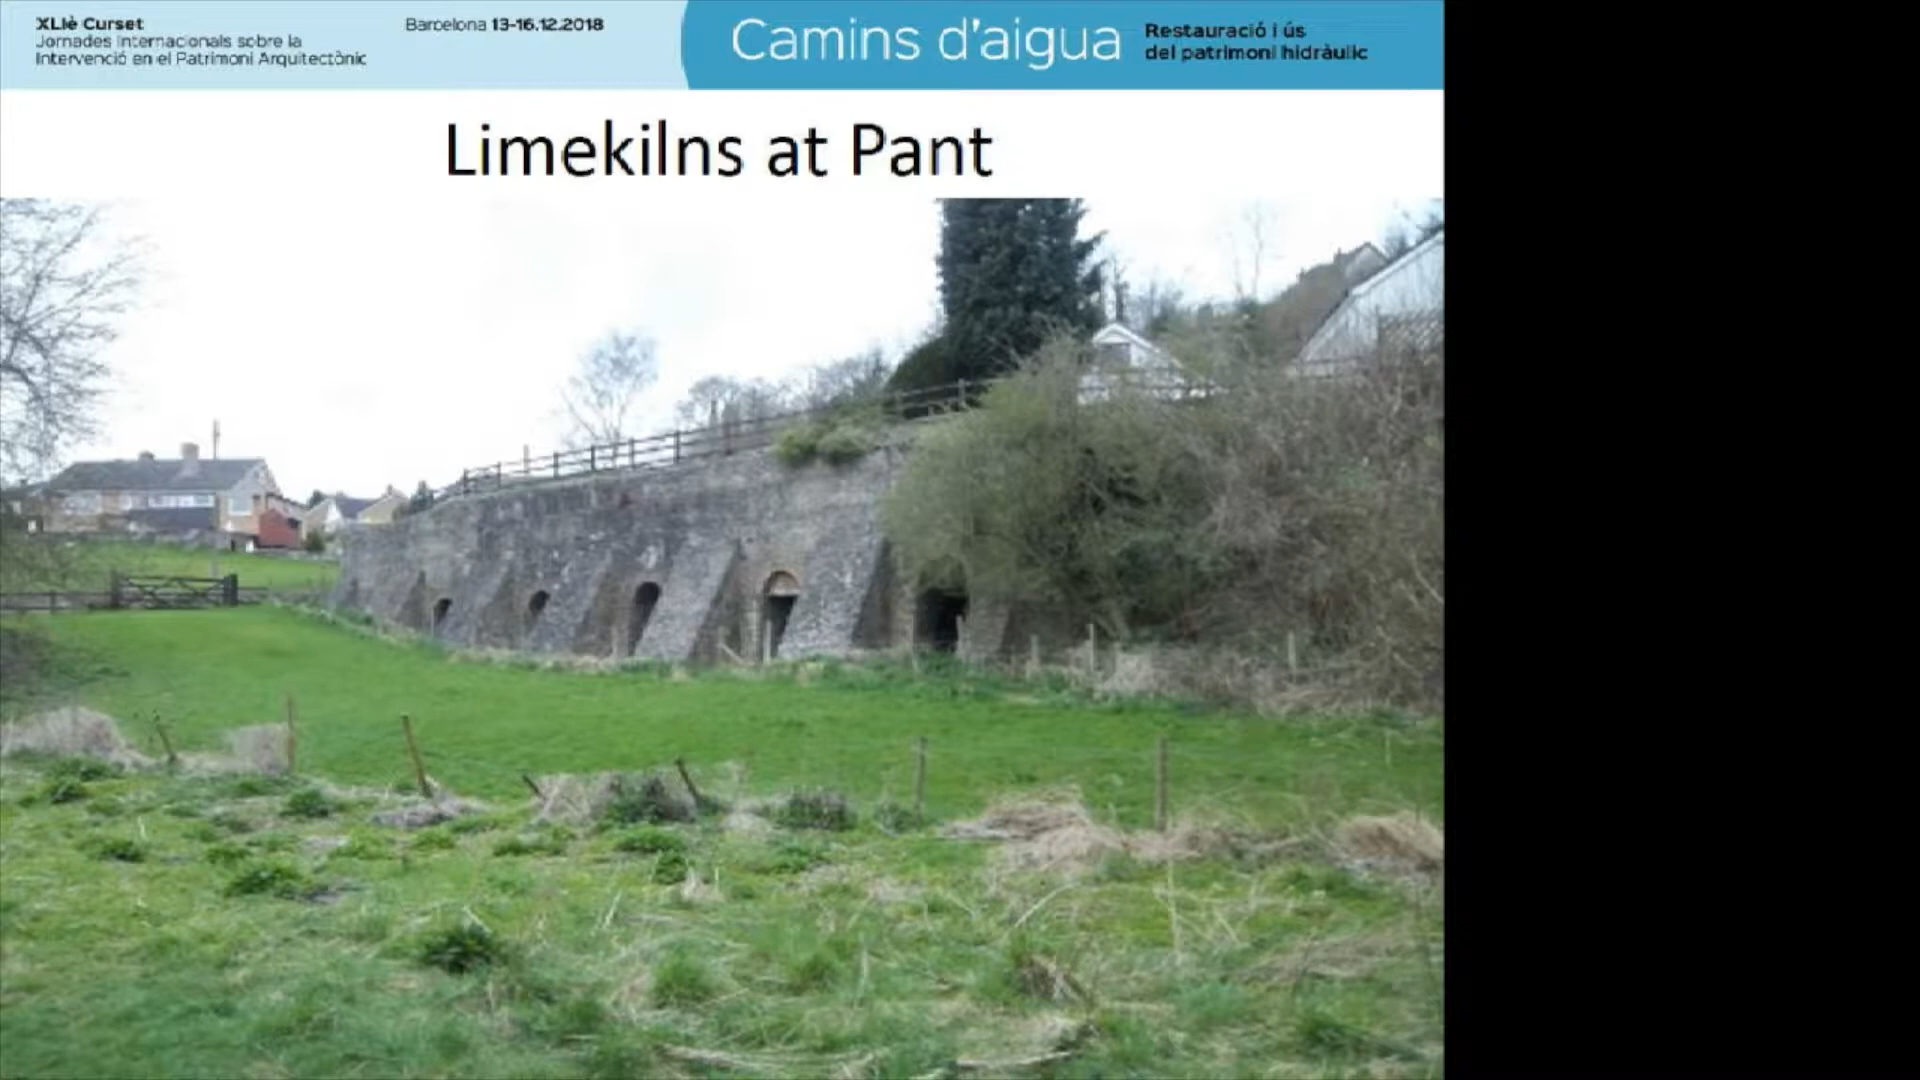 XLIè Curset
Jornades Internacionals sobre la
Intervenció en el Patrimoni Arquitectònic
Barcelona 13-16.12.2018
Camins d'aigua
Restauració i ús
del patrimoni hidràulic
Limekilns at Pant